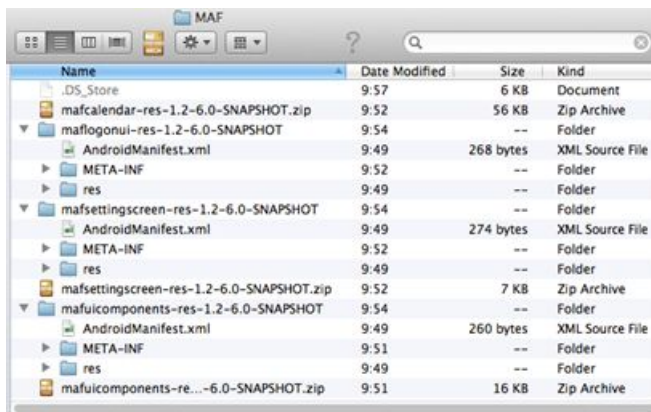 MAF
Name Date Modified Size Kind
.DS_Store 9:57 6 KB Document
mafcalendar-res-1.2-6.0-SNAPSHOT.zip 9:52 56 KB Zip Archive
maflogonui-res-1.2-6.0-SNAPSHOT 9:54 -- Folder
AndroidManifest.xml 9:49 268 bytes XML Source File
META-INF 9:52 -- Folder
res 9:49 -- Folder
mafsettingscreen-res-1.2-6.0-SNAPSHOT 9:54 -- Folder
AndroidManifest.xml 9:49 274 bytes XML Source File
META-INF 9:52 -- Folder
res 9:49 -- Folder
mafsettingscreen-res-1.2-6.0-SNAPSHOT.zip 9:52 7 KB Zip Archive
mafuicomponents-res-1.2-6.0-SNAPSHOT 9:54 -- Folder
AndroidManifest.xml 9:49 260 bytes XML Source File
META-INF 9:51 -- Folder
res 9:49 -- Folder
mafuicomponents-re...-6.0-SNAPSHOT.zip 9:51 16 KB Zip Archive